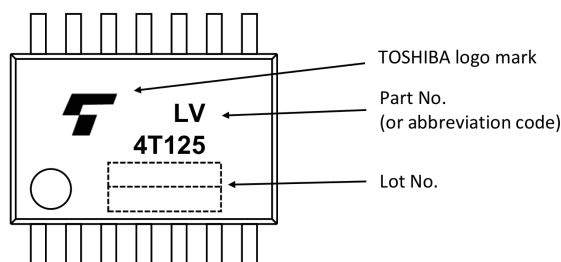 TOSHIBA logo mark
LV
4T125
Part No.
(or abbreviation code)
Lot No.